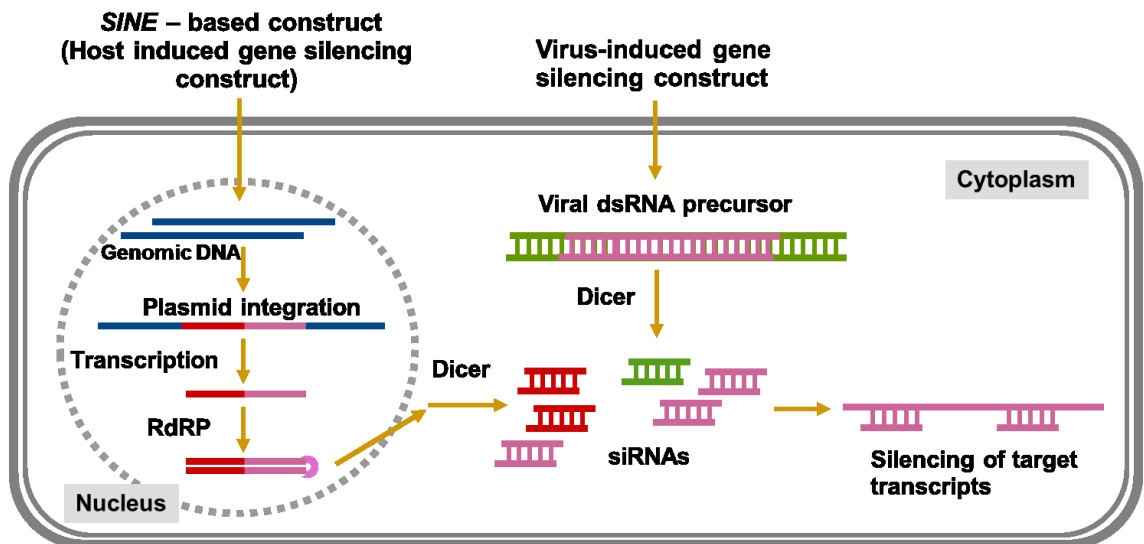 SINE – based construct
(Host induced gene silencing
construct)
Virus-induced gene
silencing construct
Cytoplasm
Viral dsRNA precursor
Genomic DNA
Plasmid integration
Dicer
Transcription
Dicer
RdRP
siRNAs
Silencing of target
transcripts
Nucleus